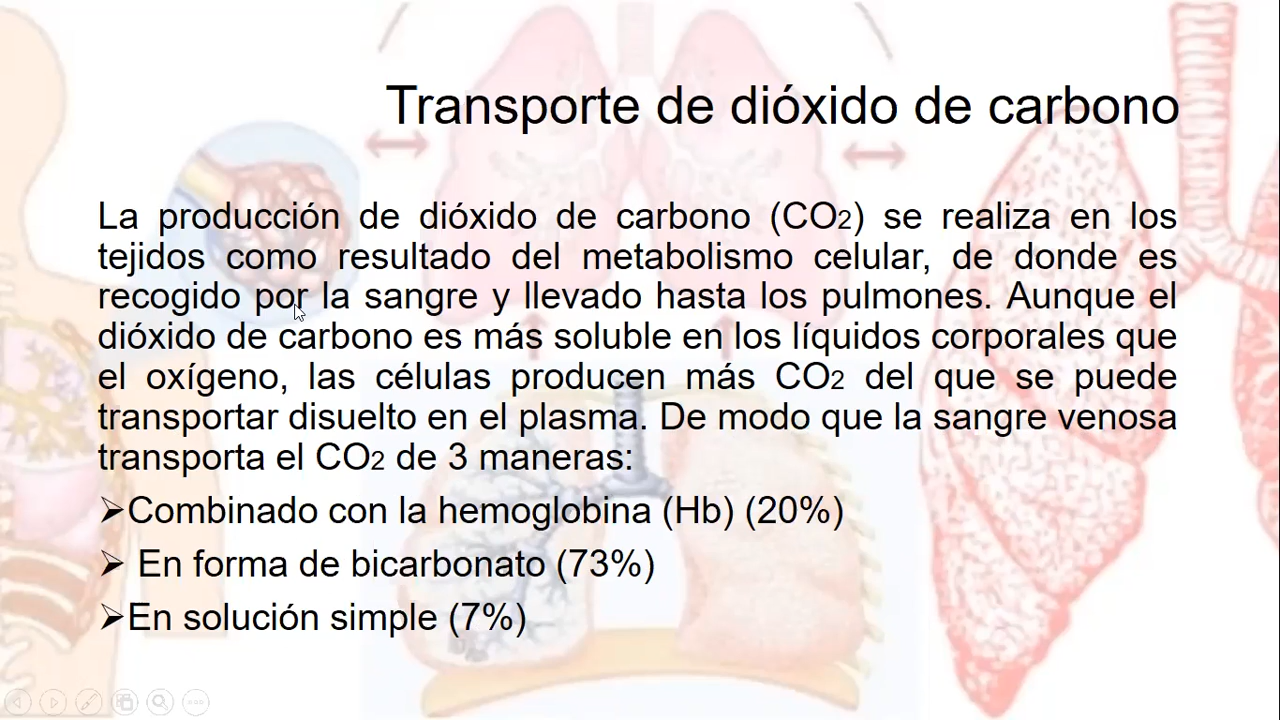 Transporte de dióxido de carbono
La producción de dióxido de carbono (CO2) se realiza en los
tejidos como resultado del metabolismo celular, de donde es
recogido por la sangre y llevado hasta los pulmones. Aunque el
dióxido de carbono es más soluble en los líquidos corporales que
el oxígeno, las células producen más CO2 del que se puede
transportar disuelto en el plasma. De modo que la sangre venosa
transporta el CO2 de 3 maneras:
➢Combinado con la hemoglobina (Hb) (20%)
➢ En forma de bicarbonato (73%)
➢En solución simple (7%)